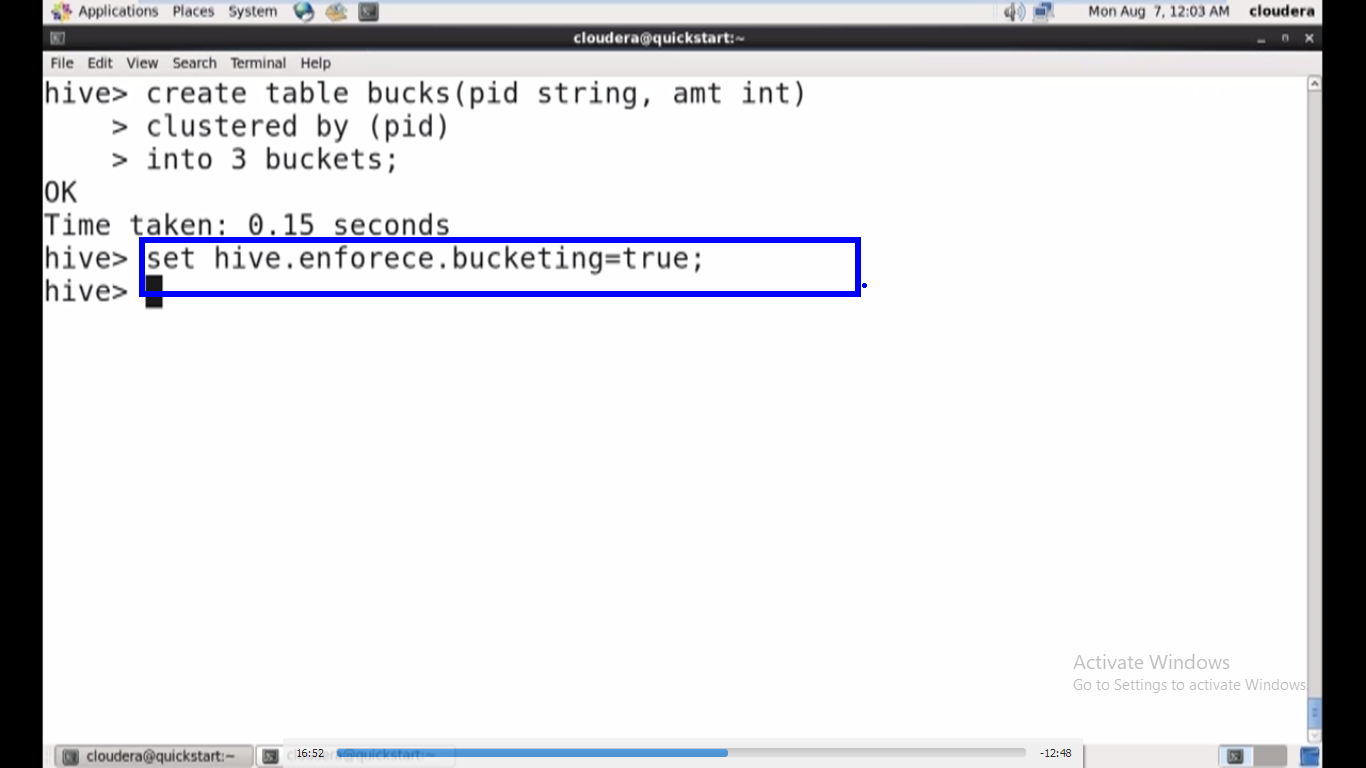 Applications Places System Mon Aug 7, 12:03 AM cloudera
cloudera@quickstart:~
File Edit View Search Terminal Help
hive> create table bucks(pid string, amt int)
> clustered by (pid)
> into 3 buckets;
OK
Time taken: 0.15 seconds
hive> set hive.enforece.bucketing=true;
hive>
Activate Windows
Go to Settings to activate Windows.
cloudera@quickstart:~ cloudera@quickstart:~
16:52 -12:48